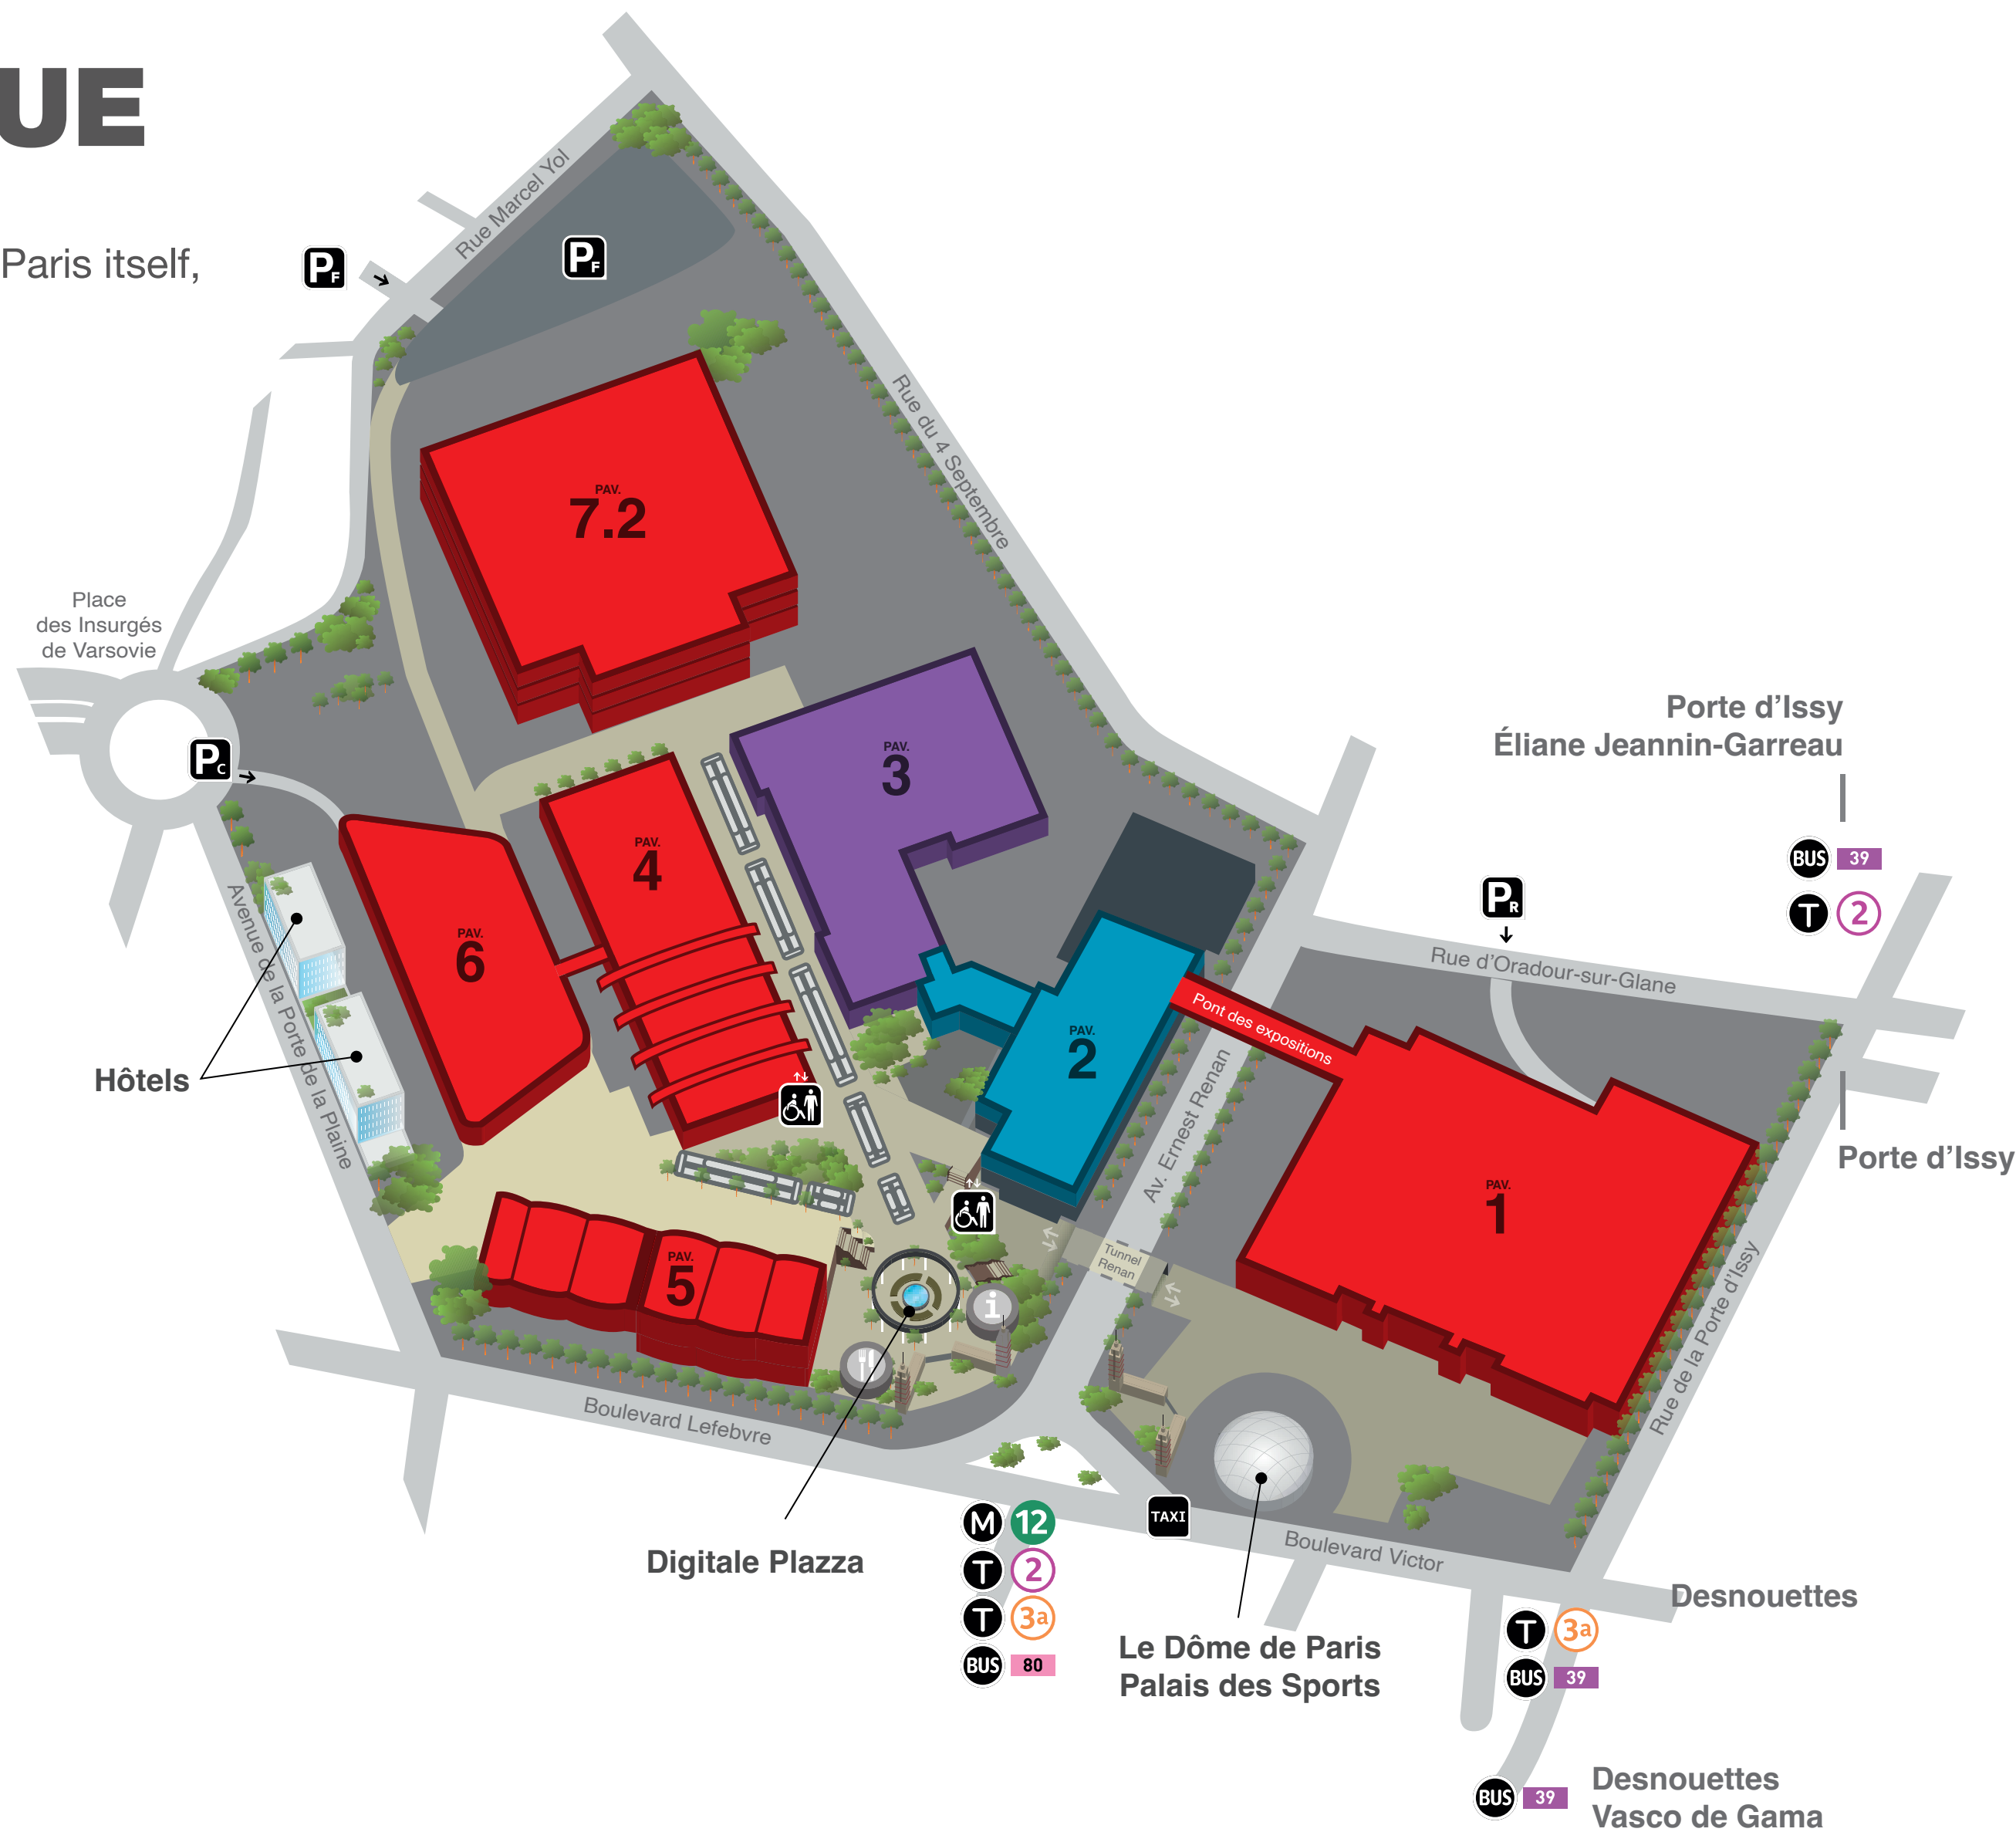 UE
Paris itself,
Rue Marcel Yol
PF
PF
Rue du 4 Septembre
PAV.
7.2
Place
des Insurgés
de Varsovie
PC
PAV.
3
PAV.
4
PAV.
6
Avenue de la Porte de la Plaine
Hôtels
PAV.
2
Pont des expositions
Av. Ernest Renan
Porte d'Issy
Éliane Jeannin-Garreau
BUS 39
T 2
PR
Rue d'Oradour-sur-Glane
Porte d'Issy
PAV.
1
Tunnel
Renan
PAV.
5
i
Rue de la Porte d'Issy
Boulevard Lefebvre
Digitale Plazza
M 12
T 2
T 3a
BUS 80
TAXI
Boulevard Victor
Le Dôme de Paris
Palais des Sports
Desnouettes
T 3a
BUS 39
BUS 39
Desnouettes
Vasco de Gama